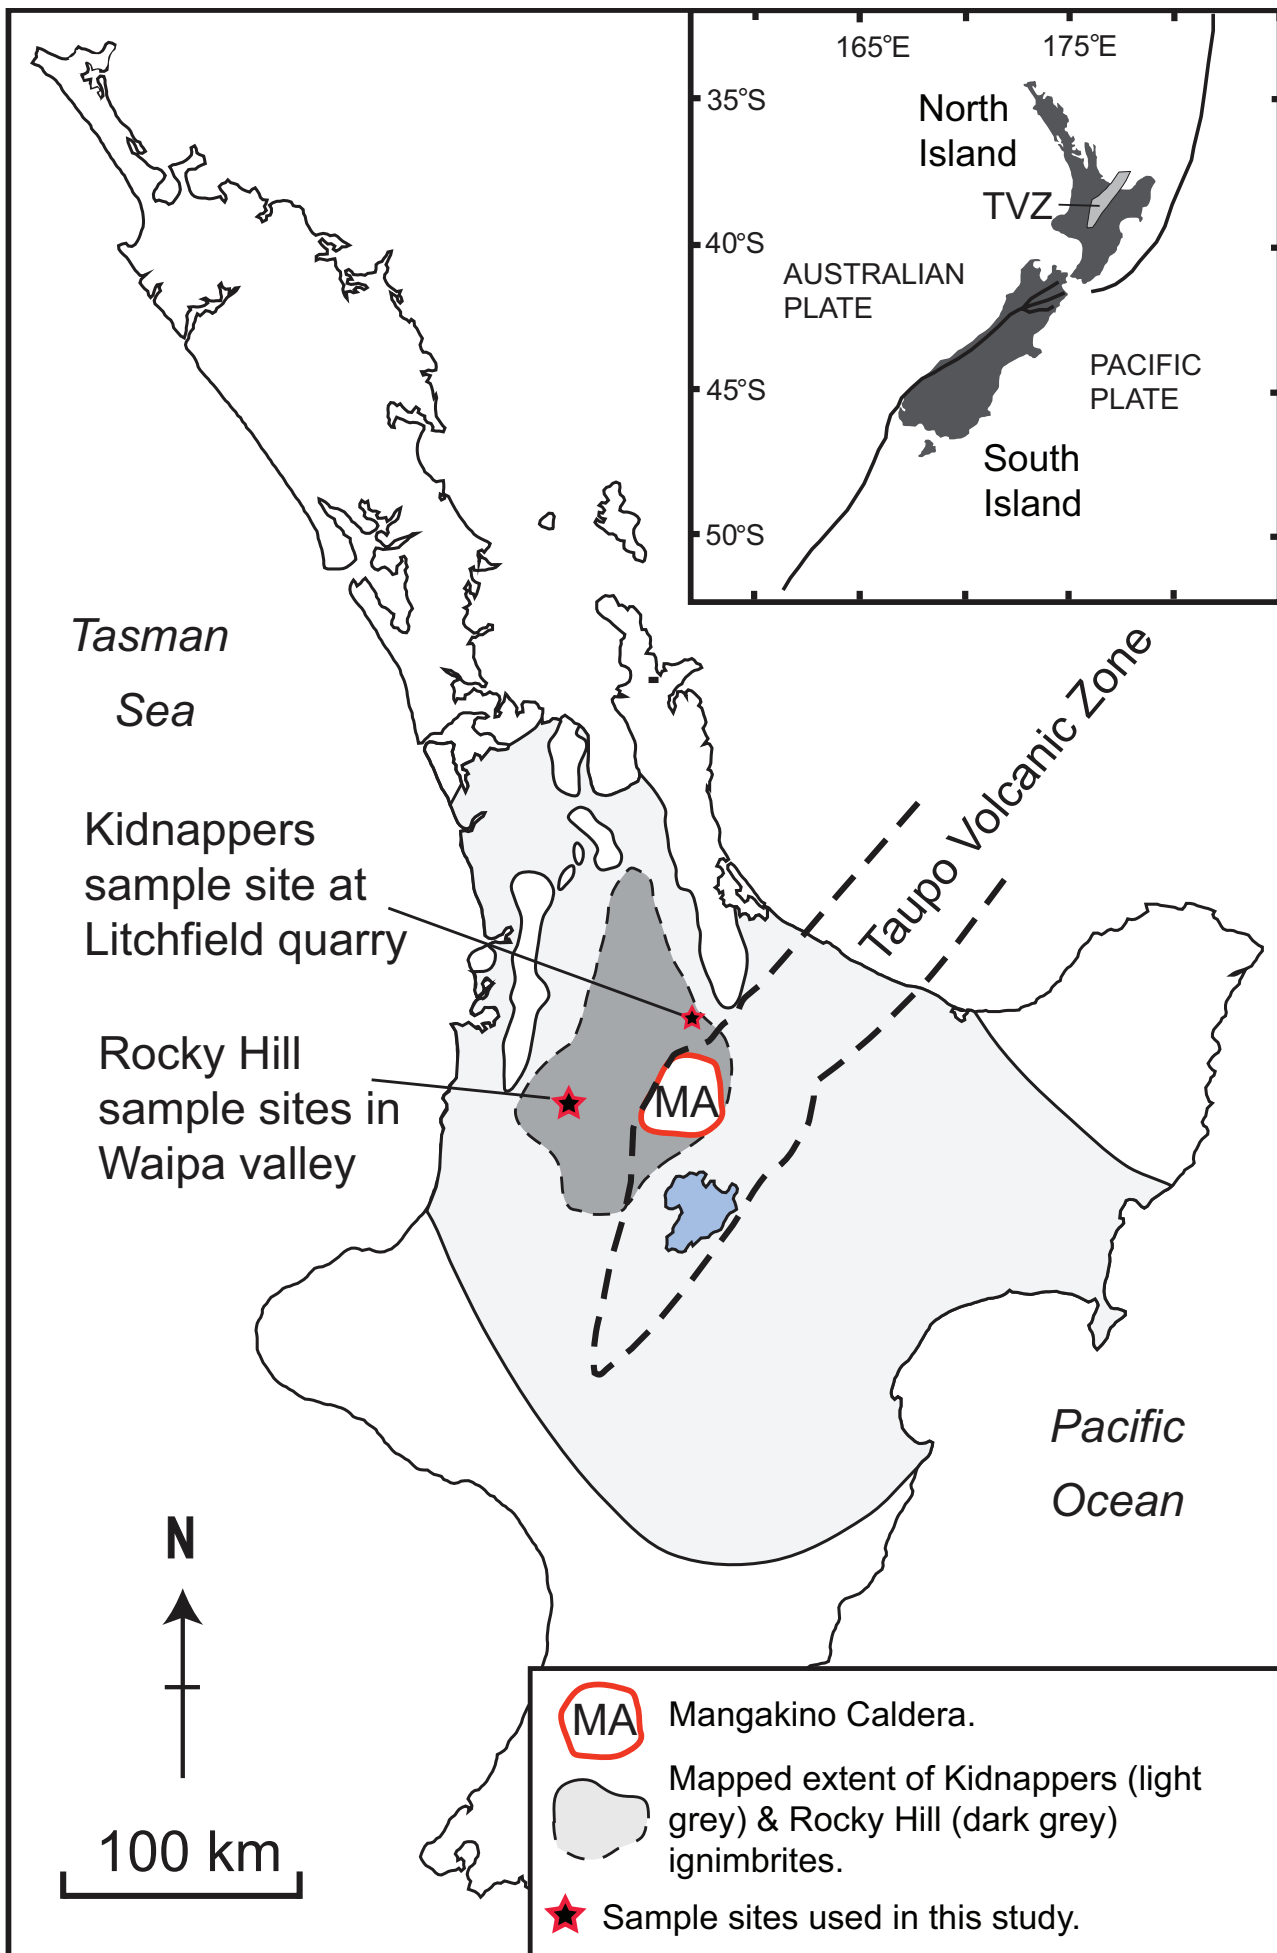 165°E
175°E
35°S
North
Island
TVZ
40°S
AUSTRALIAN
PLATE
45°S
PACIFIC
PLATE
South
Island
50°S
Tasman
Sea
Taupo Volcanic Zone
Kidnappers
sample site at
Litchfield quarry
Rocky Hill
sample sites in
Waipa valley
MA
Pacific
Ocean
N
100 km
MA
Mangakino Caldera.
Mapped extent of Kidnappers (light
grey) & Rocky Hill (dark grey)
ignimbrites.
Sample sites used in this study.